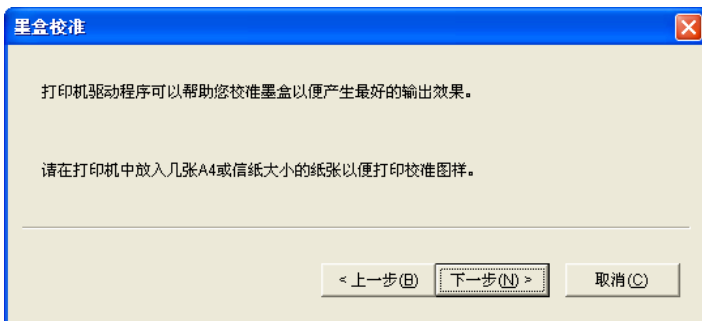 墨盒校准
打印机驱动程序可以帮助您校准墨盒以便产生最好的输出效果。
请在打印机中放入几张A4或信纸大小的纸张以便打印校准图样。
<上一步(B) 下一步(N)> 取消(C)